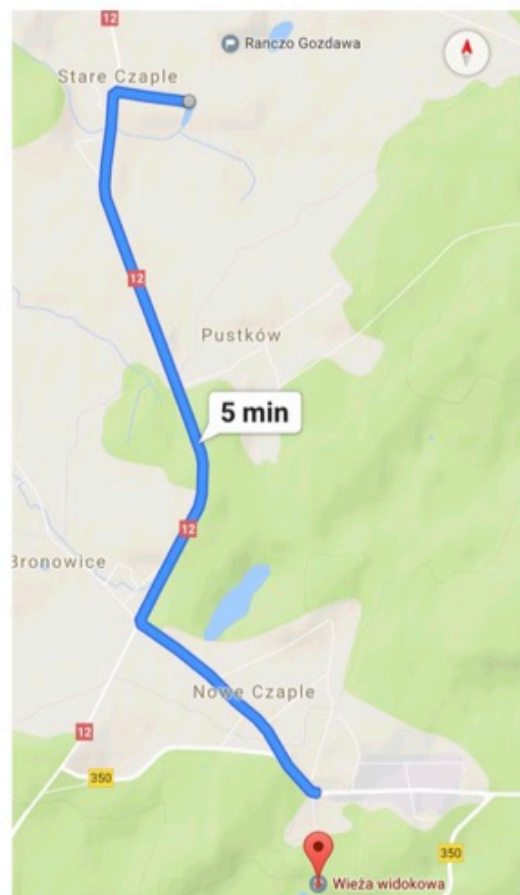 12
Ranczo Gozdawa
Stare Czaple
12
Pustków
5 min
12
Bronowice
Nowe Czaple
12
350
350
Wieża widokowa